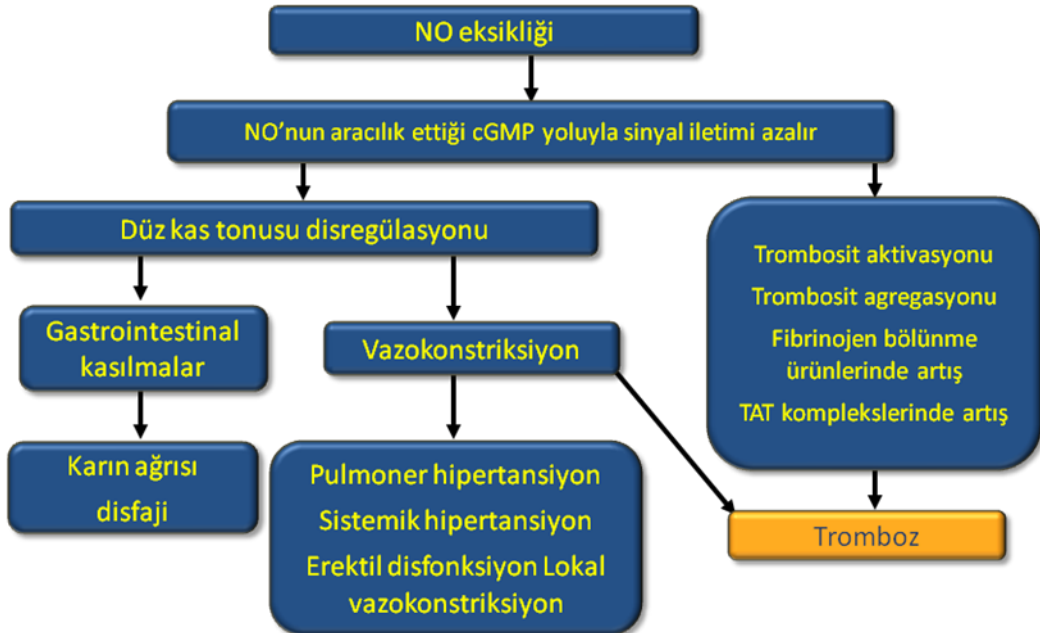 NO eksikliği
NO’nun aracılık ettiği cGMP yoluyla sinyal iletimi azalır
Düz kas tonusu disregülasyonu
Gastrointestinal
kasılmalar
Karın ağrısı
disfaji
Vazokonstriksiyon
Pulmoner hipertansiyon
Sistemik hipertansiyon
Erektil disfonksiyon Lokal
vazokonstriksiyon
Trombosit aktivasyonu
Trombosit agregasyonu
Fibrinojen bölünme
ürünlerinde artış
TAT komplekslerinde artış
Tromboz